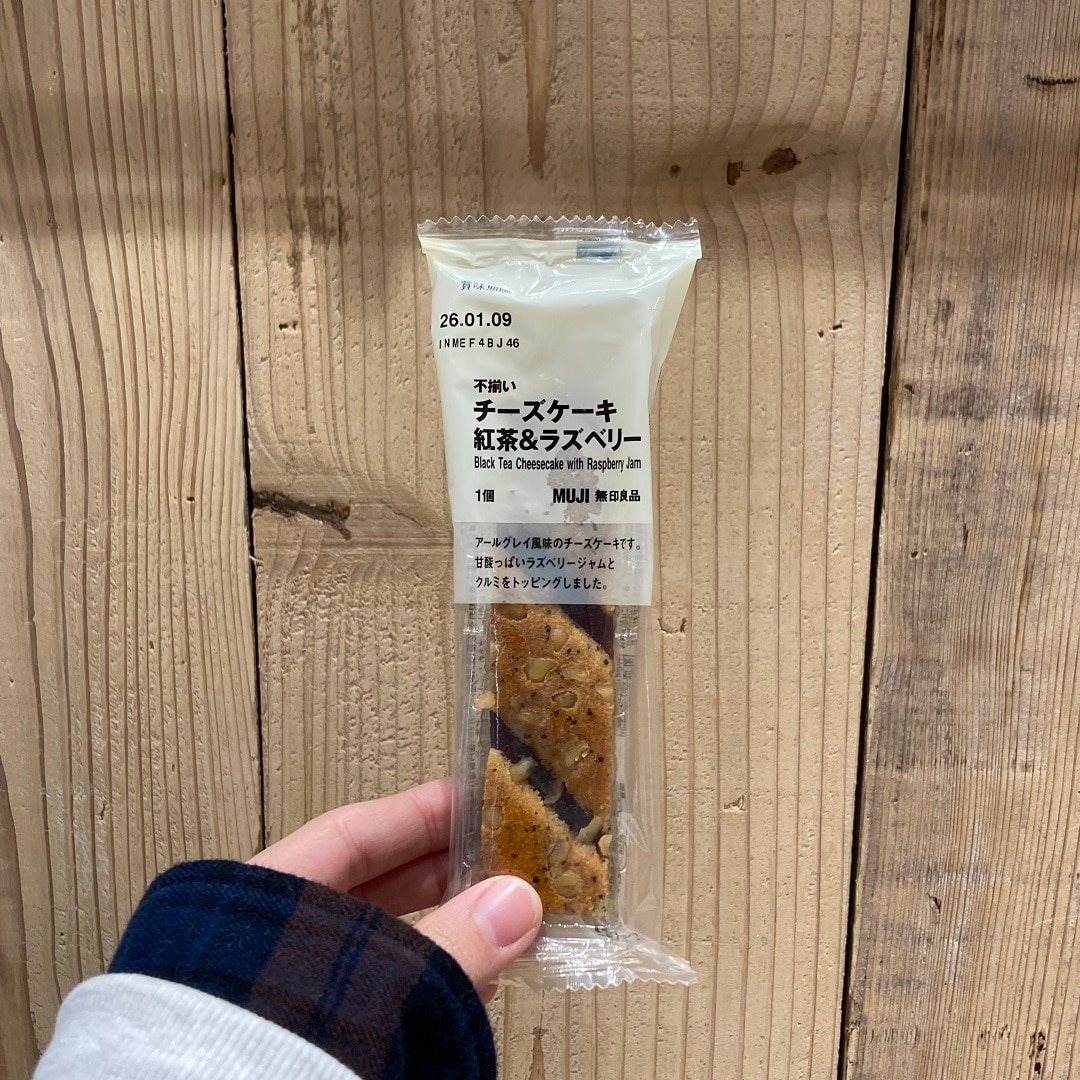 賞味期限
26.01.09
INMEF4BJ46
不揃い
チーズケーキ
紅茶&ラズベリー
Black Tea Cheesecake with Raspberry Jam
1個 MUJI 無印良品
アールグレイ風味のチーズケーキです。
甘酸っぱいラズベリージャムと
クルミをトッピングしました。